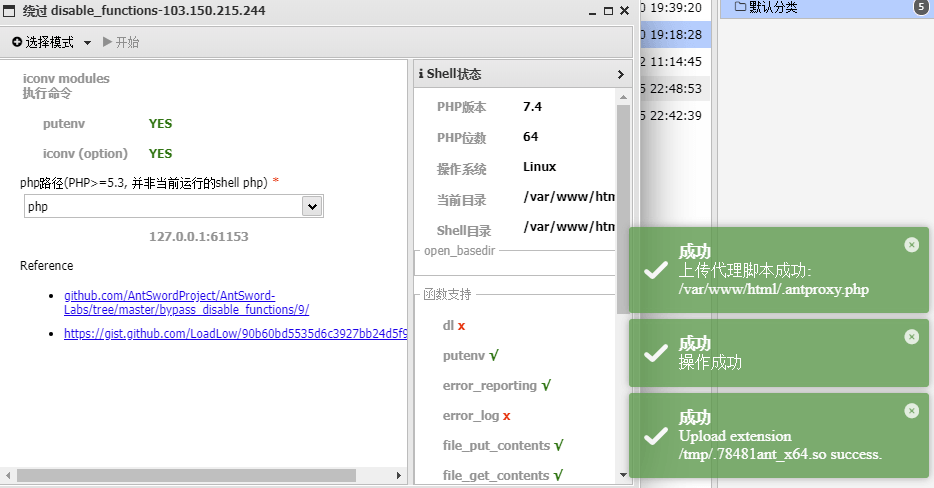 绕过 disable_functions-103.150.215.244
选择模式
开始
iconv modules
执行命令
putenv YES
iconv (option) YES
php路径(PHP>=5.3, 并非当前运行的shell php) *
php
127.0.0.1:61153
Reference
github.com/AntSwordProject/AntSword-
Labs/tree/master/bypass_disable_functions/9/
https://gist.github.com/LoadLow/90b60bd5535d6c3927bb24d5f9
Shell状态
PHP版本 7.4
PHP位数 64
操作系统 Linux
当前目录 /var/www/htm
Shell目录 /var/www/htm
open_basedir
函数支持
dl x
putenv √
error_reporting √
error_log x
file_put_contents √
file_get_contents √
0 19:39:20
0 19:18:28
2 11:14:45
5 22:48:53
5 22:42:39
默认分类
5
成功
上传代理脚本成功:
/var/www/html/.antproxy.php
成功
操作成功
成功
Upload extension
/tmp/.78481ant_x64.so success.